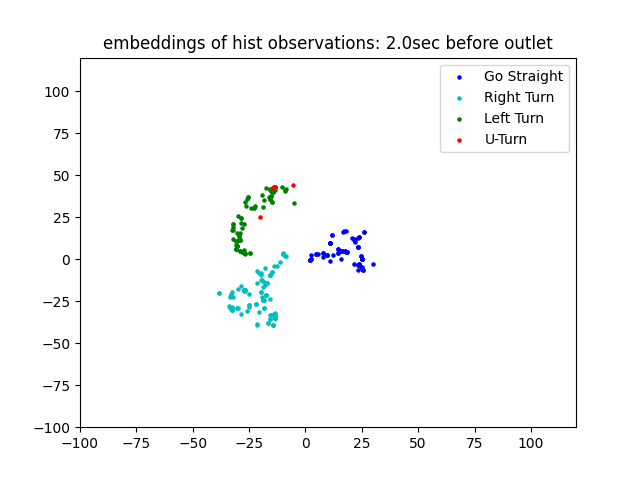 embeddings of hist observations: 2.0sec before outlet
Go Straight
Right Turn
Left Turn
U-Turn
100
75
50
25
0
−25
−50
−75
−100
−100 −75 −50 −25 0 25 50 75 100